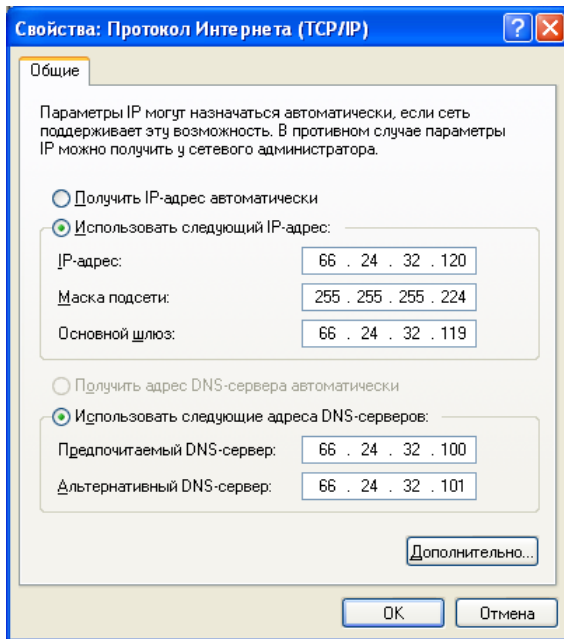 Свойства: Протокол Интернета (TCP/IP)
Общие
Параметры IP могут назначаться автоматически, если сеть
поддерживает эту возможность. В противном случае параметры
IP можно получить у сетевого администратора.
Получить IP-адрес автоматически
Использовать следующий IP-адрес:
IP-адрес: 66 . 24 . 32 . 120
Маска подсети: 255 . 255 . 255 . 224
Основной шлюз: 66 . 24 . 32 . 119
Получить адрес DNS-сервера автоматически
Использовать следующие адреса DNS-серверов:
Предпочитаемый DNS-сервер: 66 . 24 . 32 . 100
Альтернативный DNS-сервер: 66 . 24 . 32 . 101
Дополнительно...
OK Отмена